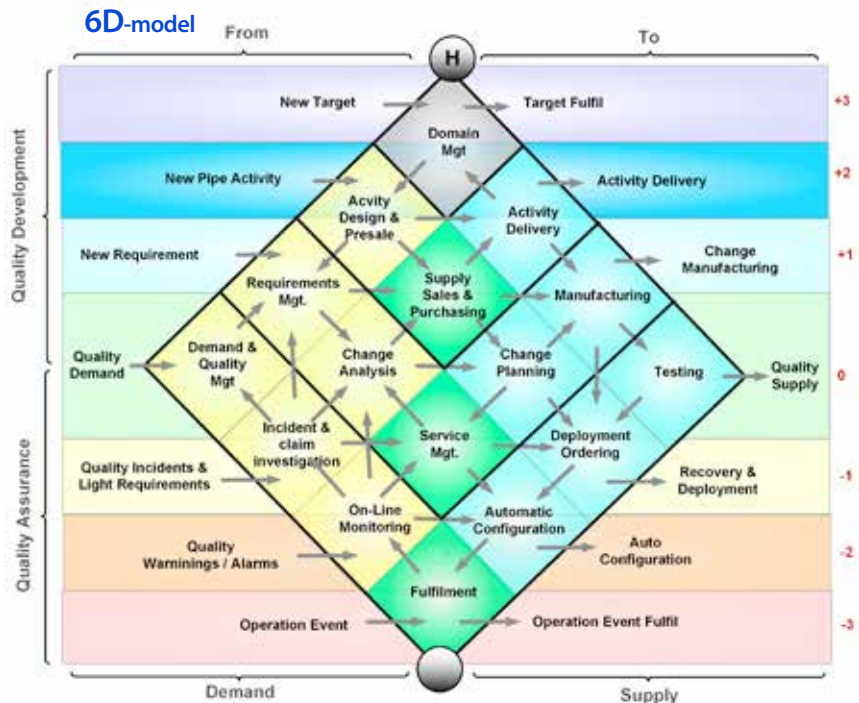 6D-model
From
To
H
New Target
Target Fulfil
+3
Domain
Mgt
New Pipe Activity
Activity Delivery
+2
Acvity
Design &
Presale
Activity
Delivery
Quality Development
New Requirement
Change
Manufacturing
+1
Requirements
Mgt.
Supply
Sales &
Purchasing
Manufacturing
Quality
Demand
Demand &
Quality
Mgt
Change
Analysis
Change
Planning
Testing
Quality
Supply
0
Incident &
claim
investigation
Service
Mgt.
Deployment
Ordering
Quality Assurance
Quality Incidents &
Light Requirements
Recovery &
Deployment
-1
On-Line
Monitoring
Automatic
Configuration
Quality
Warninings / Alarms
Auto
Configuration
-2
Fulfilment
Operation Event
Operation Event Fulfil
-3
Demand
Supply